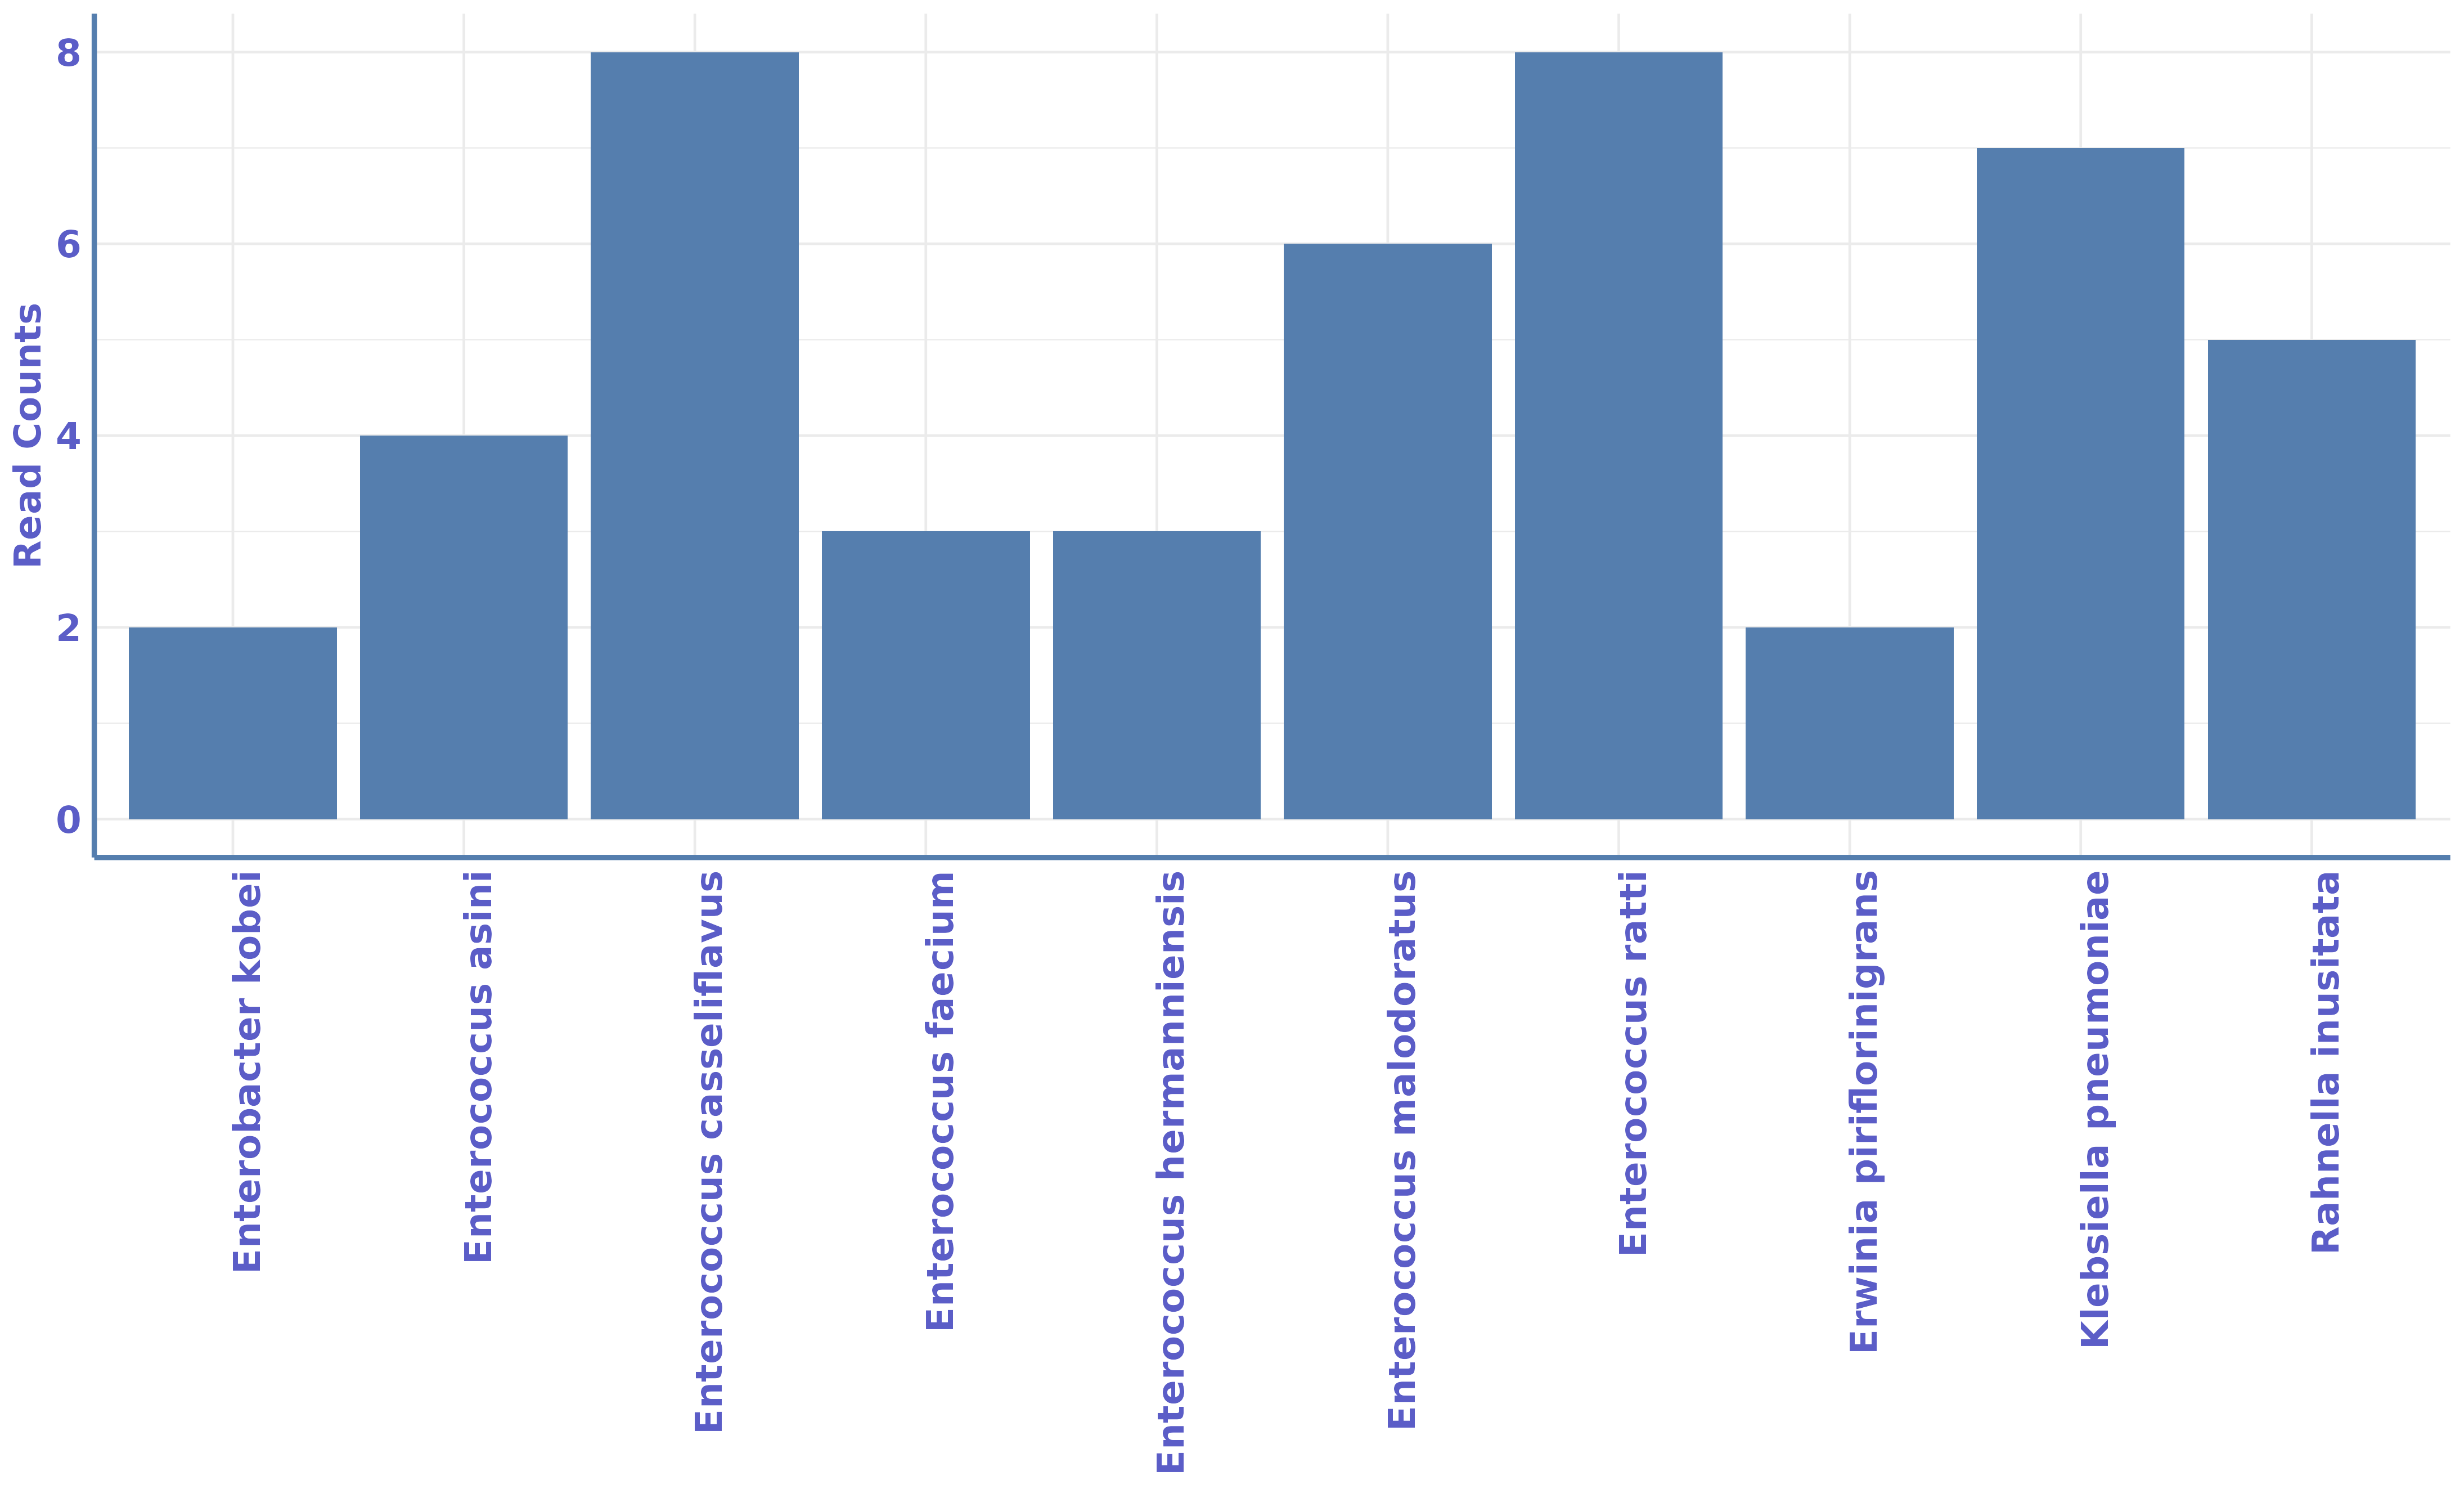 Read Counts
8
6
4
2
0
Enterobacter kobei
Enterococcus asini
Enterococcus casseliflavus
Enterococcus faecium
Enterococcus hermanniensis
Enterococcus malodoratus
Enterococcus ratti
Erwinia piriflorinigrans
Klebsiella pneumoniae
Rahnella inusitata